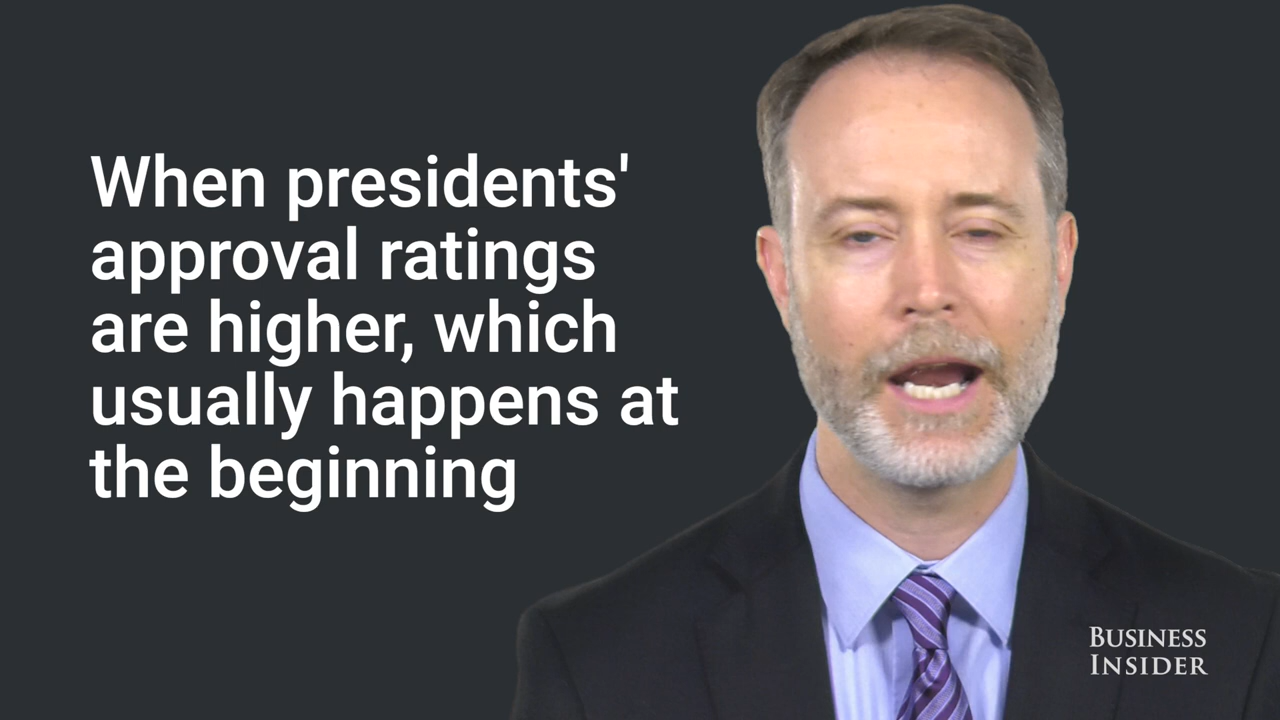 When presidents'
approval ratings
are higher, which
usually happens at
the beginning
BUSINESS
INSIDER